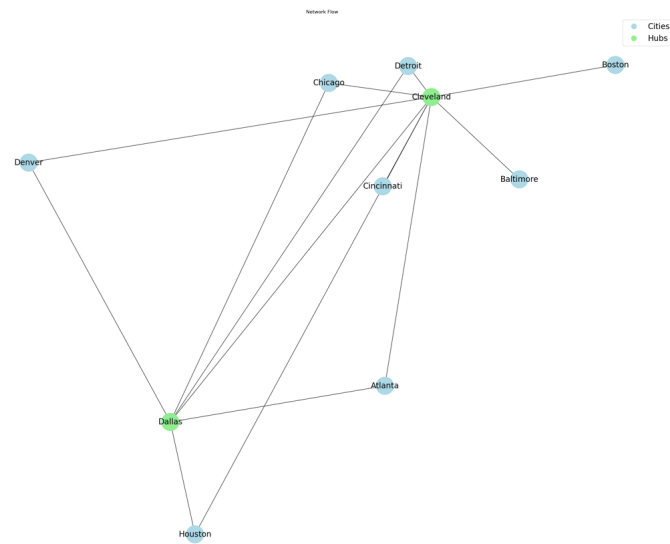 Network Flow
Cities
Hubs
Detroit
Boston
Chicago
Cleveland
Denver
Baltimore
Cincinnati
Atlanta
Dallas
Houston